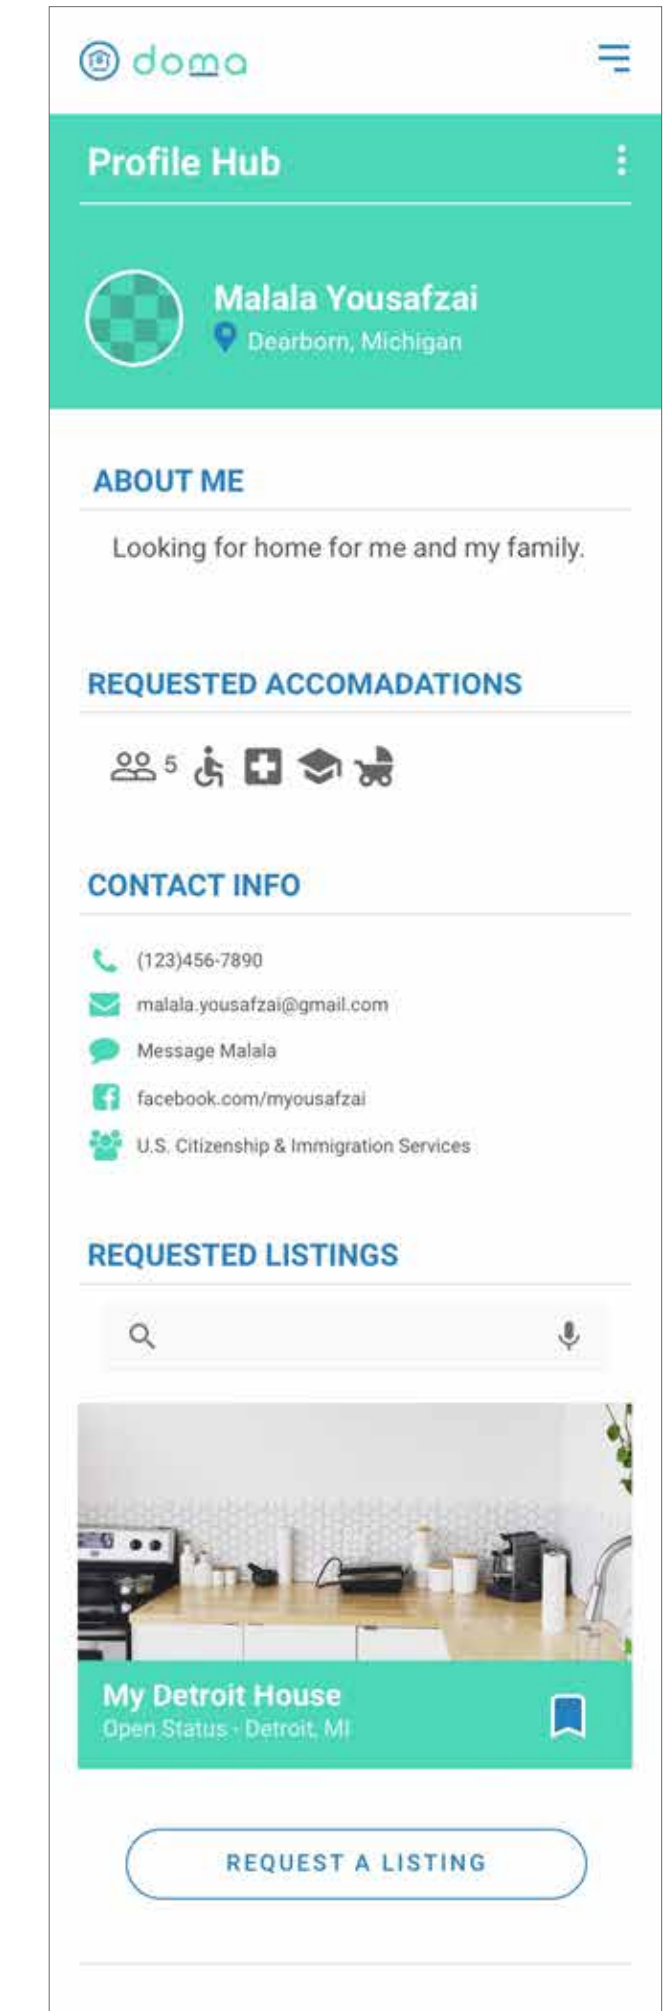 doma
Profile Hub
Malala Yousafzai
Dearborn, Michigan
ABOUT ME
Looking for home for me and my family.
REQUESTED ACCOMADATIONS
5
CONTACT INFO
(123)456-7890
malala.yousafzai@gmail.com
Message Malala
facebook.com/myousafzai
U.S. Citizenship & Immigration Services
REQUESTED LISTINGS
My Detroit House
Open Status - Detroit, MI
REQUEST A LISTING